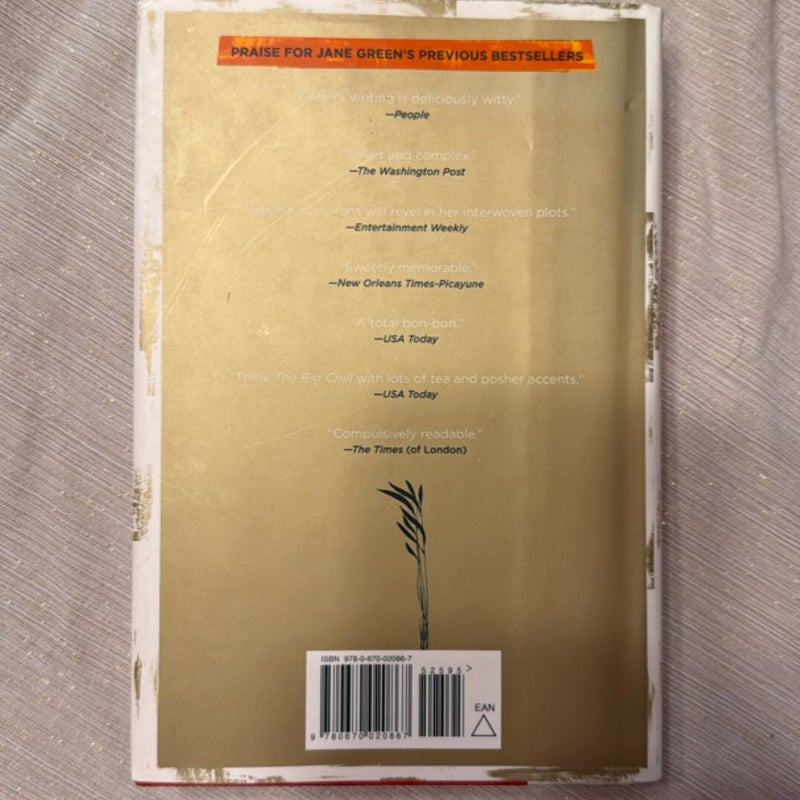 PRAISE FOR JANE GREEN'S PREVIOUS BESTSELLERS
"Green's writing is deliciously witty."
—People
"Smart and complex."
—The Washington Post
"Green's many fans will revel in her interwoven plots."
—Entertainment Weekly
"Sweetly memorable."
—New Orleans Times-Picayune
"A total bon-bon."
—USA Today
"Think The Big Chill with lots of tea and posher accents."
—USA Today
"Compulsively readable."
—The Times (of London)
ISBN 978-0-670-02086-7
52595>
EAN
9 780670 020867